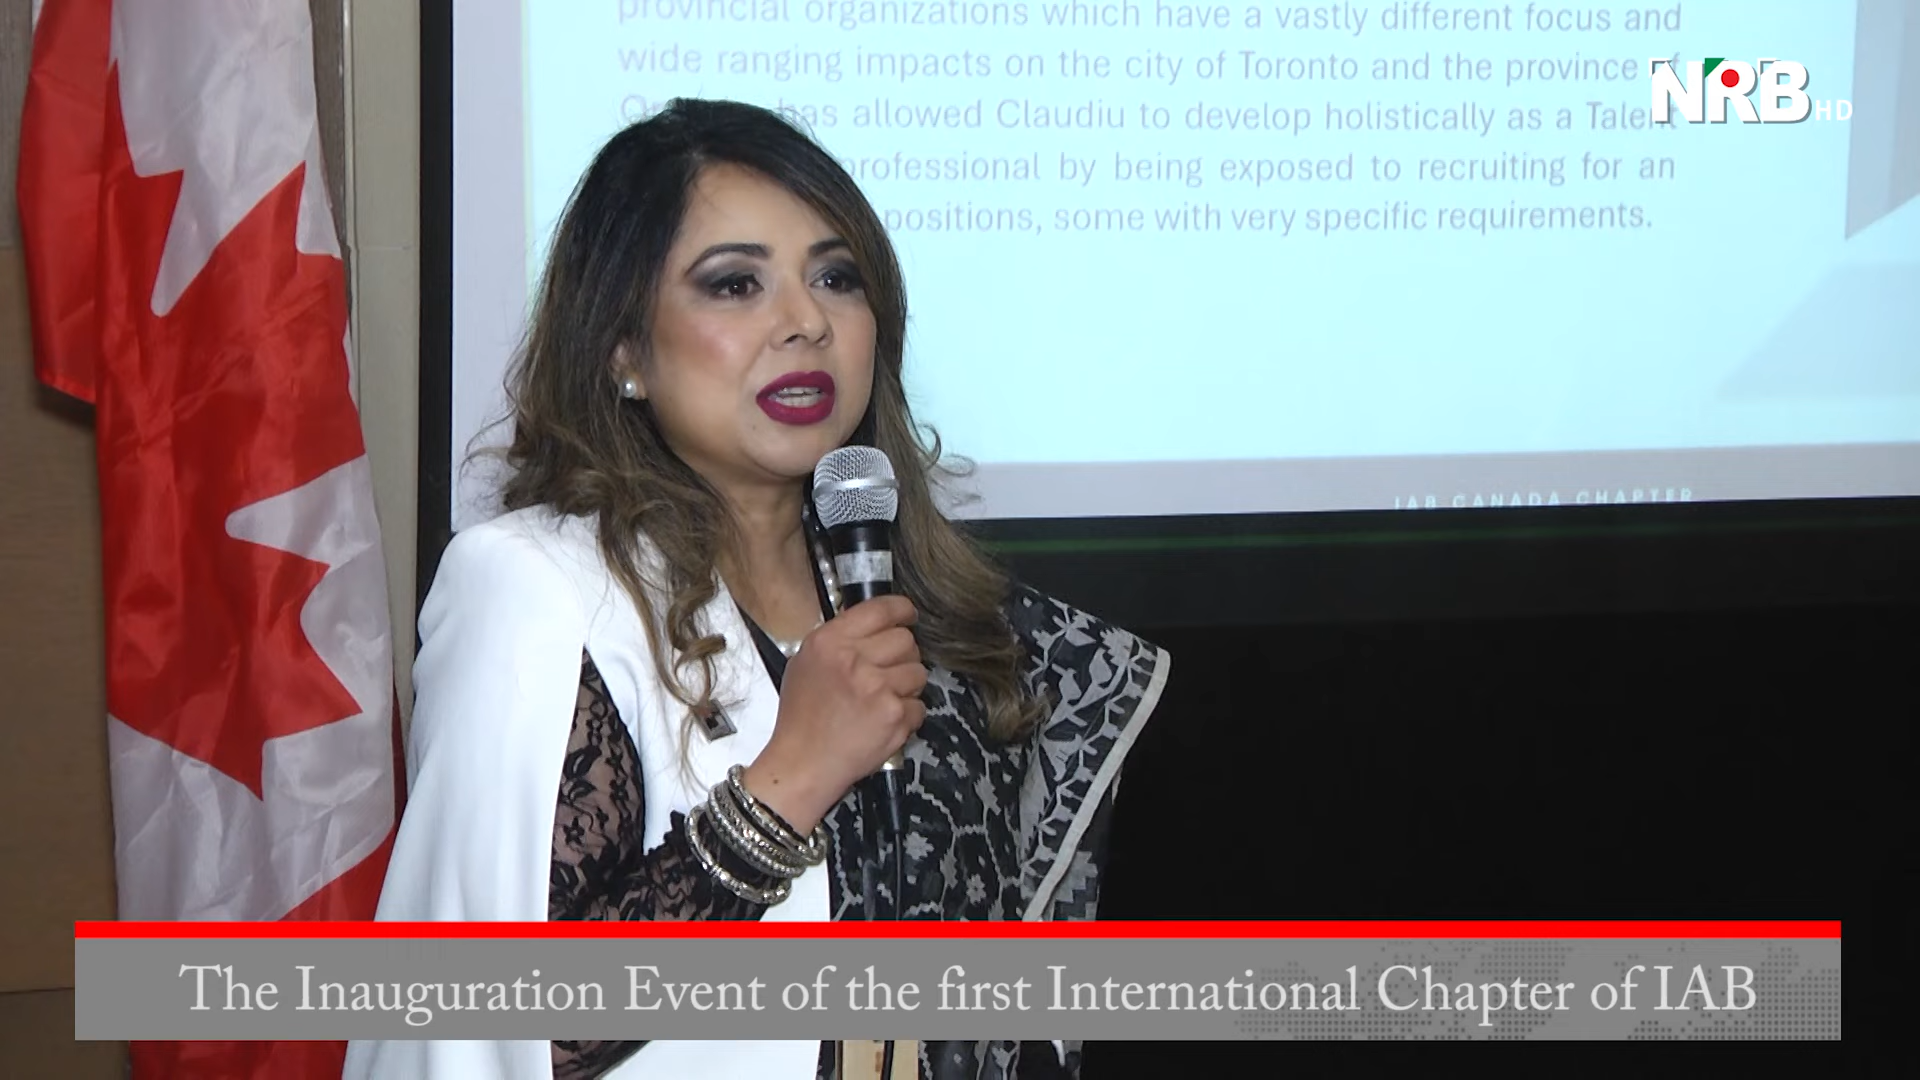 provincial organizations which have a vastly different focus and
wide ranging impacts on the city of Toronto and the province
has allowed Claudiu to develop holistically as a Talent
professional by being exposed to recruiting for an
positions, some with very specific requirements.
NRB HD
IAB CANADA CHAPTER
The Inauguration Event of the first International Chapter of IAB